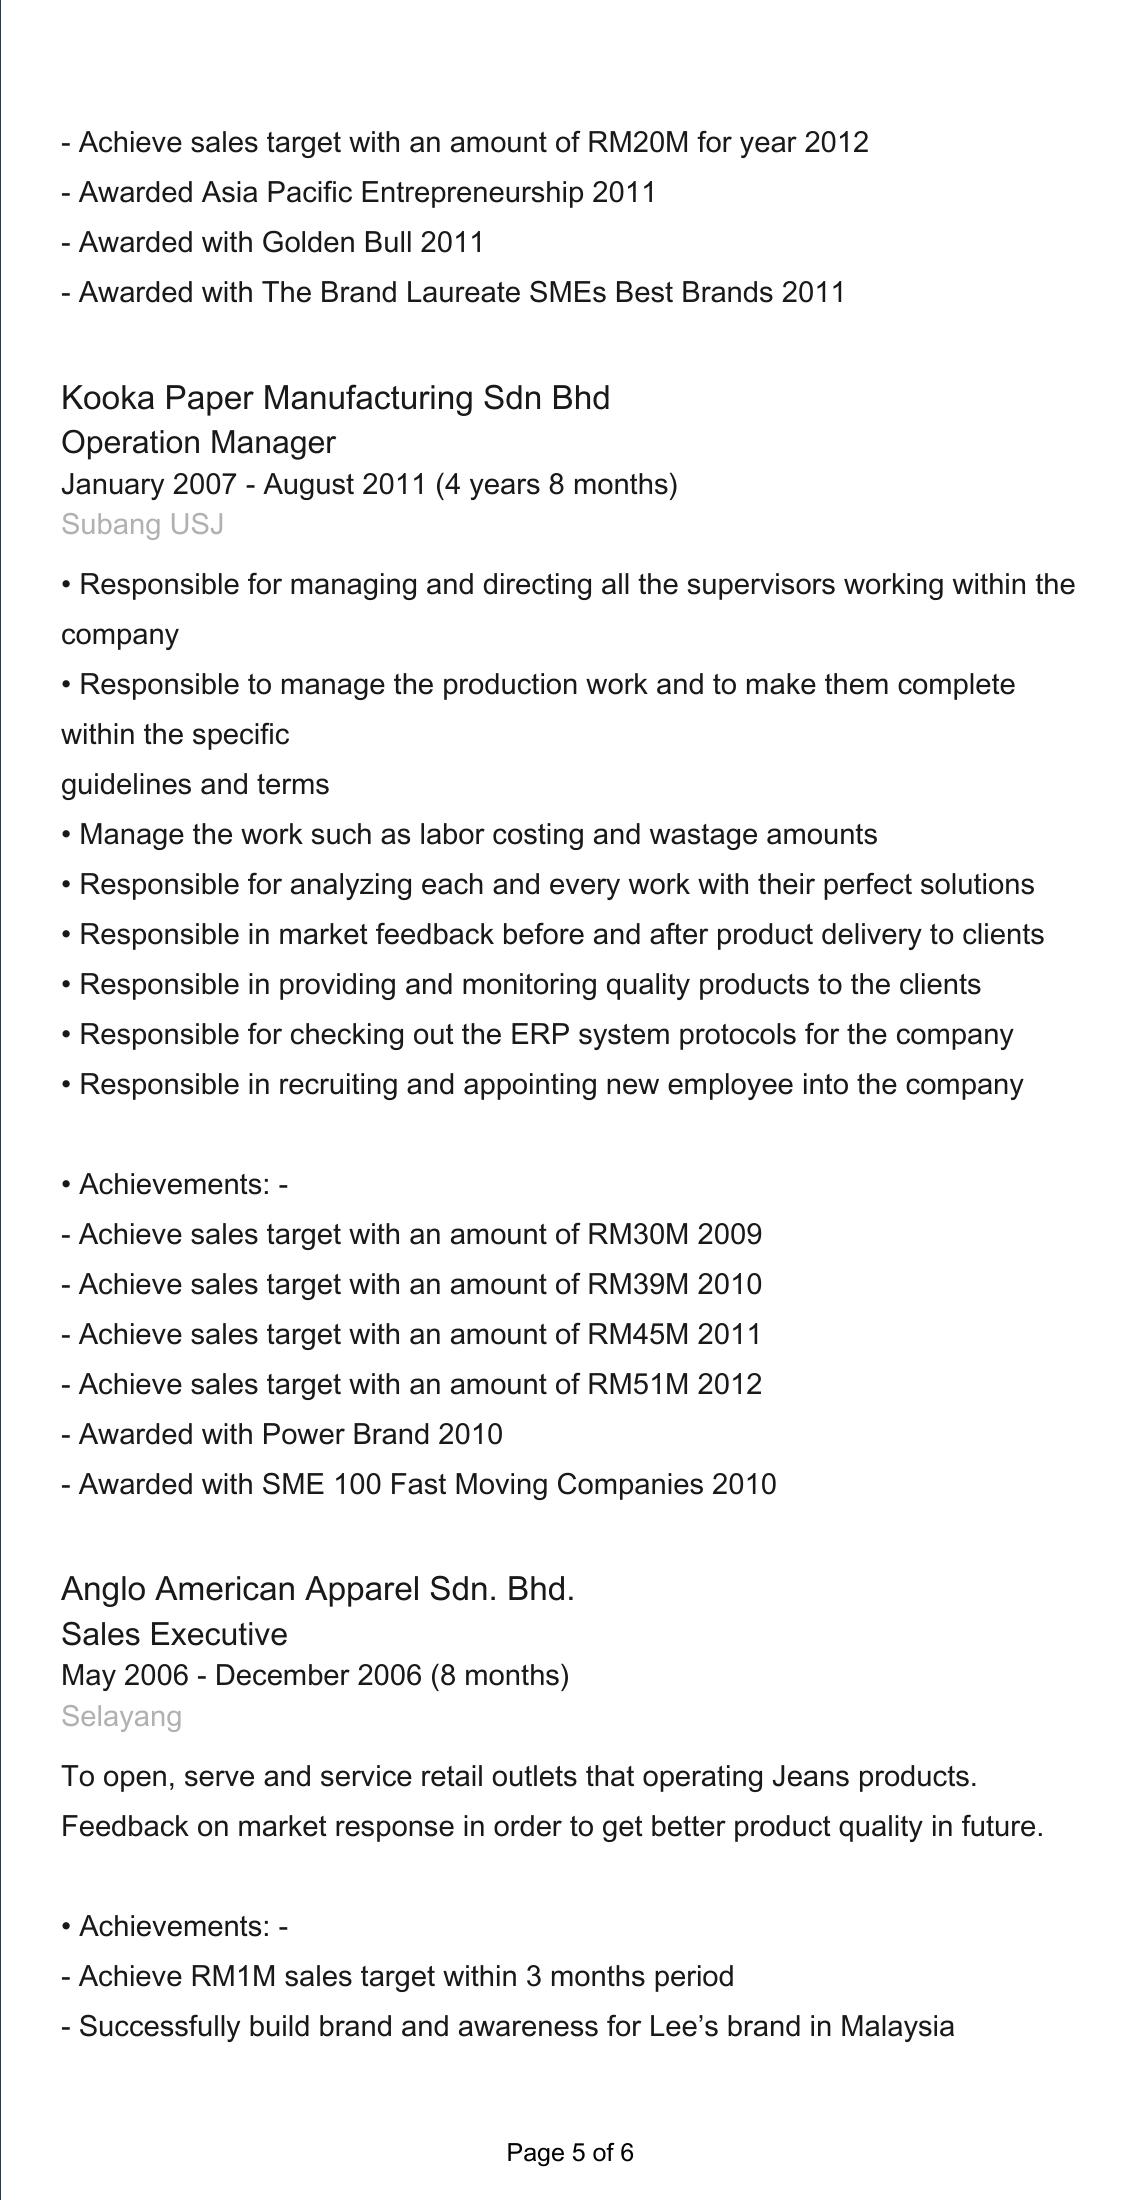 - Achieve sales target with an amount of RM20M for year 2012
- Awarded Asia Pacific Entrepreneurship 2011
- Awarded with Golden Bull 2011
- Awarded with The Brand Laureate SMEs Best Brands 2011
Kooka Paper Manufacturing Sdn Bhd
Operation Manager
January 2007 - August 2011 (4 years 8 months)
Subang USJ
• Responsible for managing and directing all the supervisors working within the
company
• Responsible to manage the production work and to make them complete
within the specific
guidelines and terms
• Manage the work such as labor costing and wastage amounts
• Responsible for analyzing each and every work with their perfect solutions
• Responsible in market feedback before and after product delivery to clients
• Responsible in providing and monitoring quality products to the clients
• Responsible for checking out the ERP system protocols for the company
• Responsible in recruiting and appointing new employee into the company
• Achievements: -
- Achieve sales target with an amount of RM30M 2009
- Achieve sales target with an amount of RM39M 2010
- Achieve sales target with an amount of RM45M 2011
- Achieve sales target with an amount of RM51M 2012
- Awarded with Power Brand 2010
- Awarded with SME 100 Fast Moving Companies 2010
Anglo American Apparel Sdn. Bhd.
Sales Executive
May 2006 - December 2006 (8 months)
Selayang
To open, serve and service retail outlets that operating Jeans products.
Feedback on market response in order to get better product quality in future.
• Achievements: -
- Achieve RM1M sales target within 3 months period
- Successfully build brand and awareness for Lee’s brand in Malaysia
Page 5 of 6